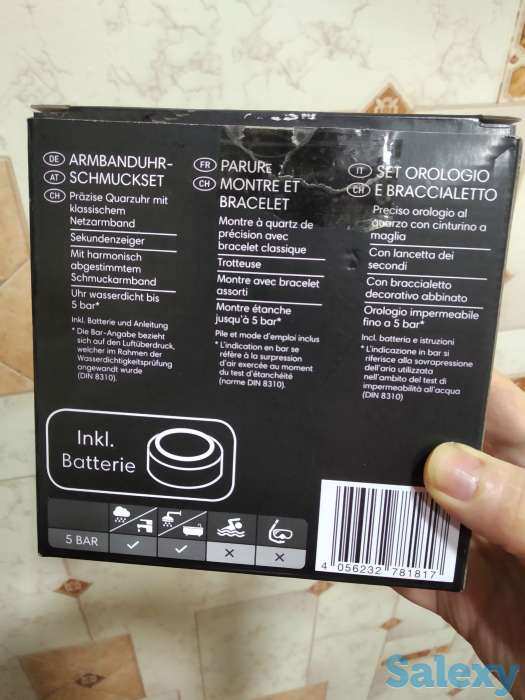 DE AT CH ARMBANDUHR-
SCHMUCKSET
Präzise Quarzuhr mit
klassischem
Netzarmband
Sekundenzeiger
Mit harmonisch
abgestimmtem
Schmuckarmband
Uhr wasserdicht bis
5 bar*
Inkl. Batterie und Anleitung
* Die Bar-Angabe bezieht
sich auf den Luftüberdruck,
welcher im Rahmen der
Wasserdichtigkeitsprüfung
angewandt wurde
(DIN 8310).
FR CH PARURE
MONTRE ET
BRACELET
Montre à quartz de
précision avec
bracelet classique
Trotteuse
Montre avec bracelet
assorti
Montre étanche
jusqu'à 5 bar*
Pile et mode d'emploi inclus
* L'indication en bar se
réfère à la surpression
d'air exercée au moment
du test d'étanchéité
(norme DIN 8310).
IT CH SET OROLOGIO
E BRACCIALETTO
Preciso orologio al
quarzo con cinturino a
maglia
Con lancetta dei
secondi
Con braccialetto
decorativo abbinato
Orologio impermeabile
fino a 5 bar*
Incl. batteria e istruzioni
* L'indicazione in bar si
riferisce alla sovrapressione
dell'aria utilizzata
nell'ambito del test di
impermeabilità all'acqua
(DIN 8310).
Inkl.
Batterie
5 BAR
4 056232 781817
Salexy